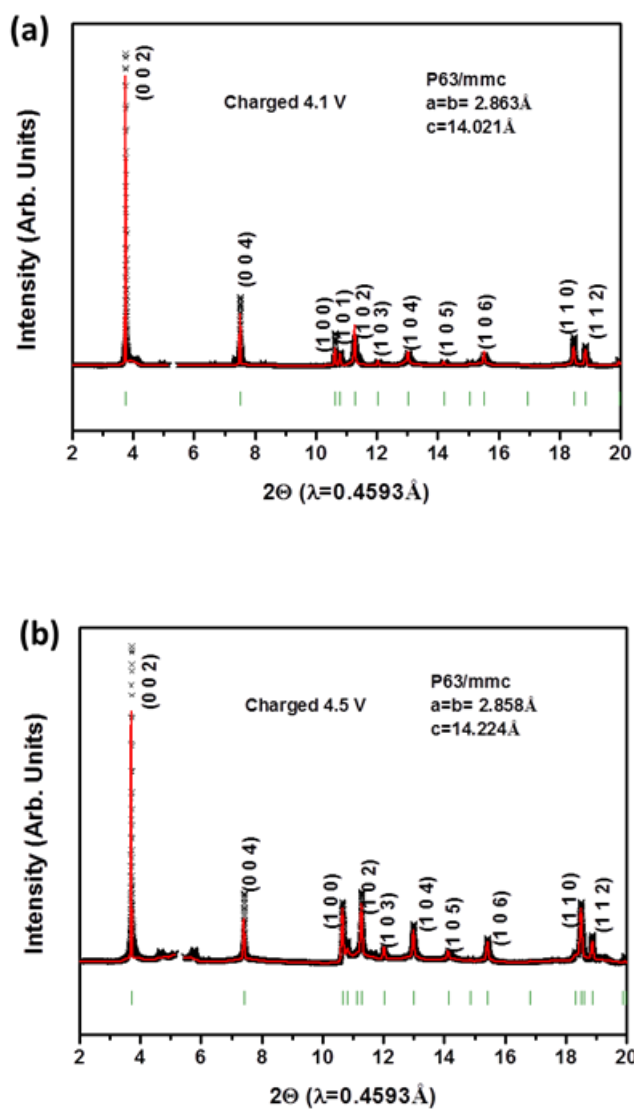 (a)
(0 0 2)
Charged 4.1 V
P63/mmc
a=b= 2.863Å
c=14.021Å
(0 0 4)
(1 0 0)
(1 0 1)
(1 0 2)
(1 0 3)
(1 0 4)
(1 0 5)
(1 0 6)
(1 1 0)
(1 1 2)
Intensity (Arb. Units)
2 4 6 8 10 12 14 16 18 20
2Θ (λ=0.4593Å)
(b)
(0 0 2)
Charged 4.5 V
P63/mmc
a=b= 2.858Å
c=14.224Å
(0 0 4)
(1 0 0)
(1 0 2)
(1 0 3)
(1 0 4)
(1 0 5)
(1 0 6)
(1 1 0)
(1 1 2)
Intensity (Arb. Units)
2 4 6 8 10 12 14 16 18 20
2Θ (λ=0.4593Å)